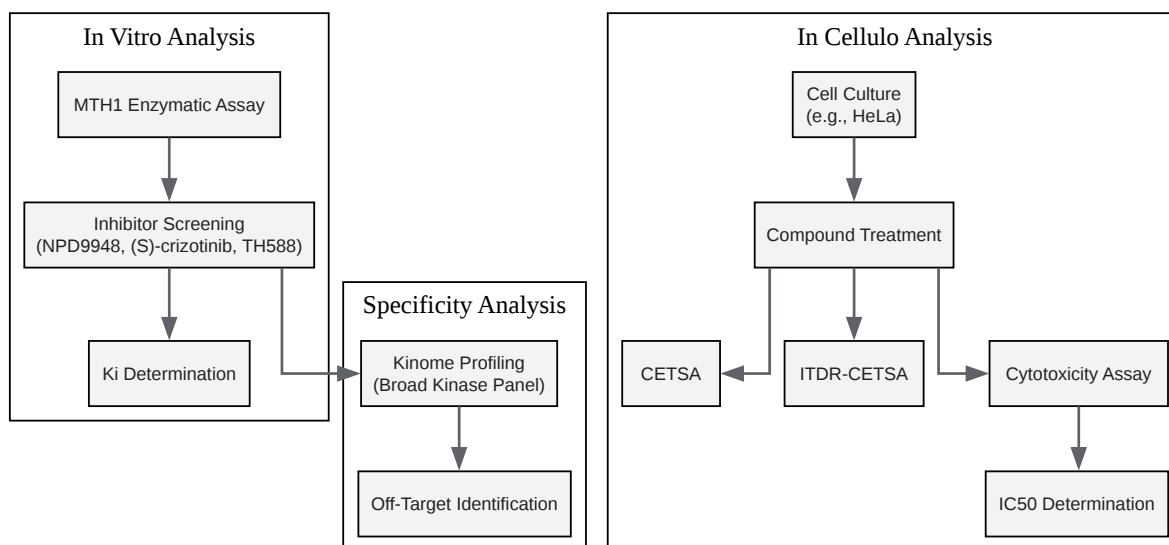 In Vitro Analysis
MTH1 Enzymatic Assay
Inhibitor Screening
(NPD9948, (S)-crizotinib, TH588)
Ki Determination
Specificity Analysis
Kinome Profiling
(Broad Kinase Panel)
Off-Target Identification
In Cellulo Analysis
Cell Culture
(e.g., HeLa)
Compound Treatment
CETSA
ITDR-CETSA
Cytotoxicity Assay
IC50 Determination